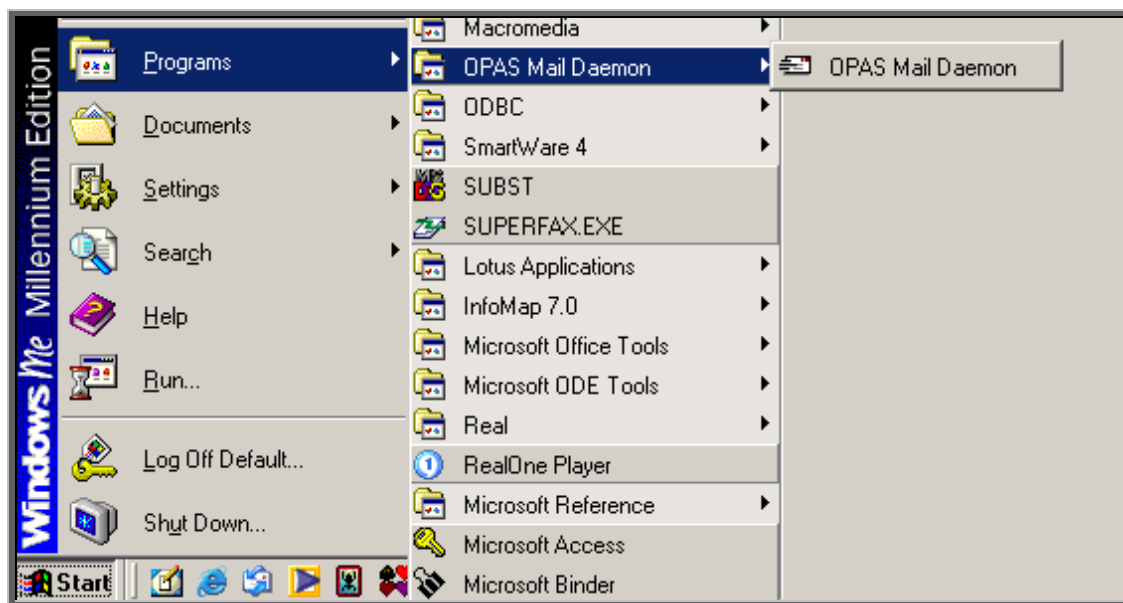 Windows Me Millennium Edition
Programs
Documents
Settings
Search
Help
Run...
Log Off Default...
Shut Down...
Start
Macromedia
OPAS Mail Daemon
ODBC
SmartWare 4
SUBST
SUPERFAX.EXE
Lotus Applications
InfoMap 7.0
Microsoft Office Tools
Microsoft ODE Tools
Real
RealOne Player
Microsoft Reference
Microsoft Access
Microsoft Binder
OPAS Mail Daemon